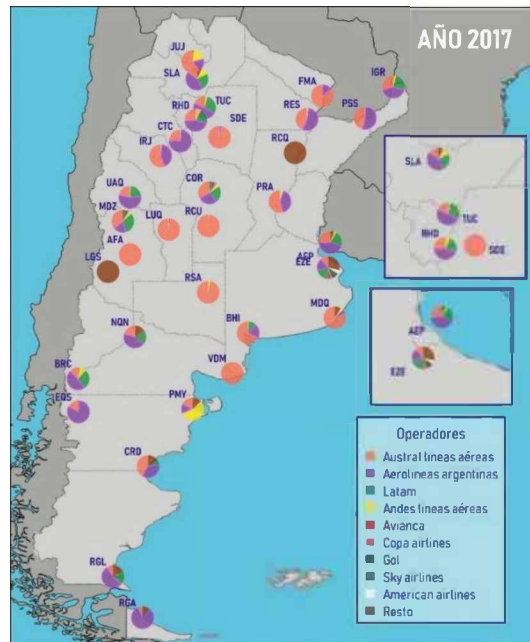 AÑO 2017
JUJ
SLA
FMA
IGR
RHD
TUC
RES
PSS
CTC
SDE
IRJ
RCQ
UAQ
COR
PRA
MDZ
LUQ
RCU
AFA
AEP
EZE
LGS
RSA
MDQ
NQN
BHI
VDM
BRC
EQS
PMY
CRD
RGL
RGA
SLA
TUC
RHD
SDE
AEP
EZE
Operadores
Austral líneas aéreas
Aerolíneas argentinas
Latam
Andes líneas aéreas
Avianca
Copa airlines
Gol
Sky airlines
American airlines
Resto